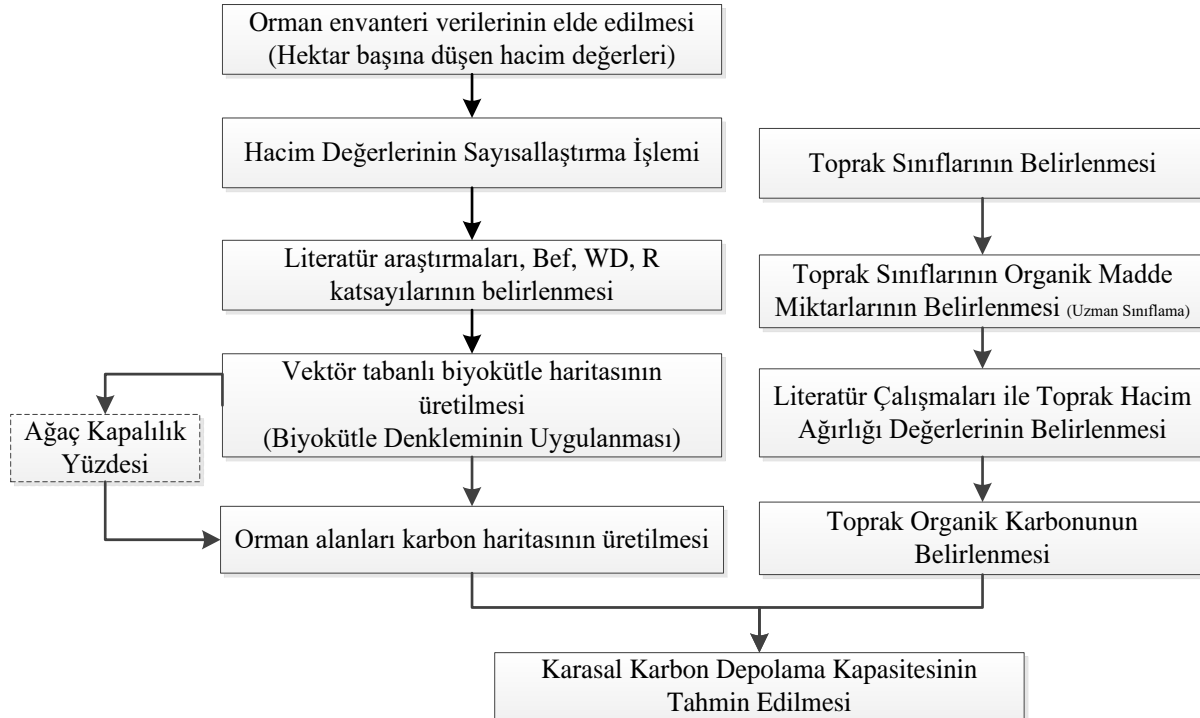 Orman envanteri verilerinin elde edilmesi
(Hektar başına düşen hacim değerleri)
Hacim Değerlerinin Sayısallaştırma İşlemi
Literatür araştırmaları, Bef, WD, R
katsayılarının belirlenmesi
Vektör tabanlı biyokütle haritasının
üretilmesi
(Biyokütle Denkleminin Uygulanması)
Ağaç Kapalılık
Yüzdesi
Orman alanları karbon haritasının üretilmesi
Toprak Sınıflarının Belirlenmesi
Toprak Sınıflarının Organik Madde
Miktarlarının Belirlenmesi (Uzman Sınıflama)
Literatür Çalışmaları ile Toprak Hacim
Ağırlığı Değerlerinin Belirlenmesi
Toprak Organik Karbonunun
Belirlenmesi
Karasal Karbon Depolama Kapasitesinin
Tahmin Edilmesi